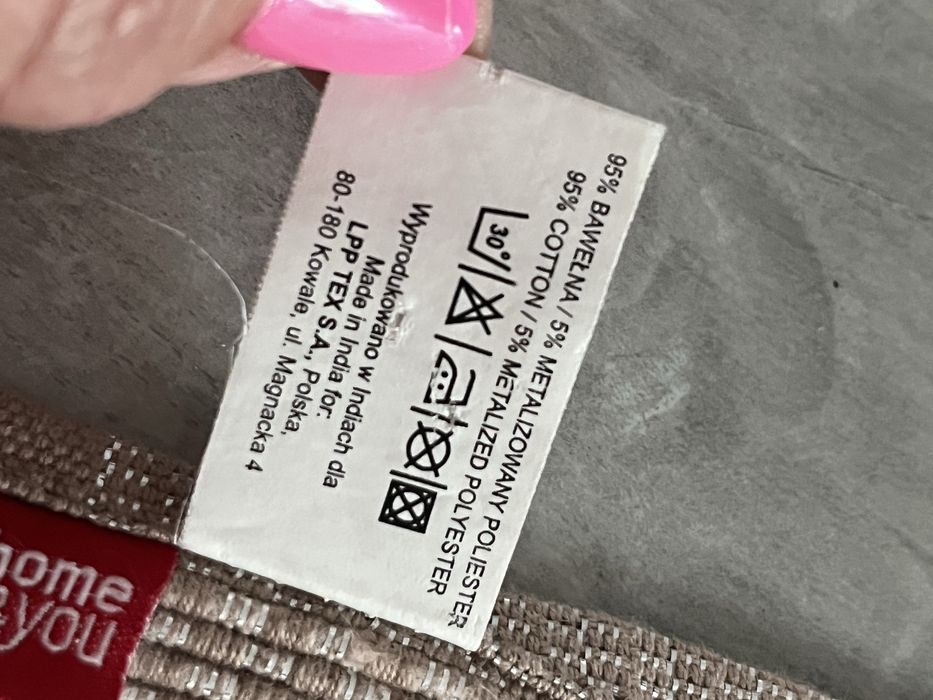 95% BAWEŁNA / 5% METALIZOWANY POLIESTER
95% COTTON / 5% METALIZED POLYESTER
30°
Wyprodukowano w Indiach dla
Made in India for:
LPP TEX S.A., Polska,
80-180 Kowale, ul. Magnacka 4
home
&you